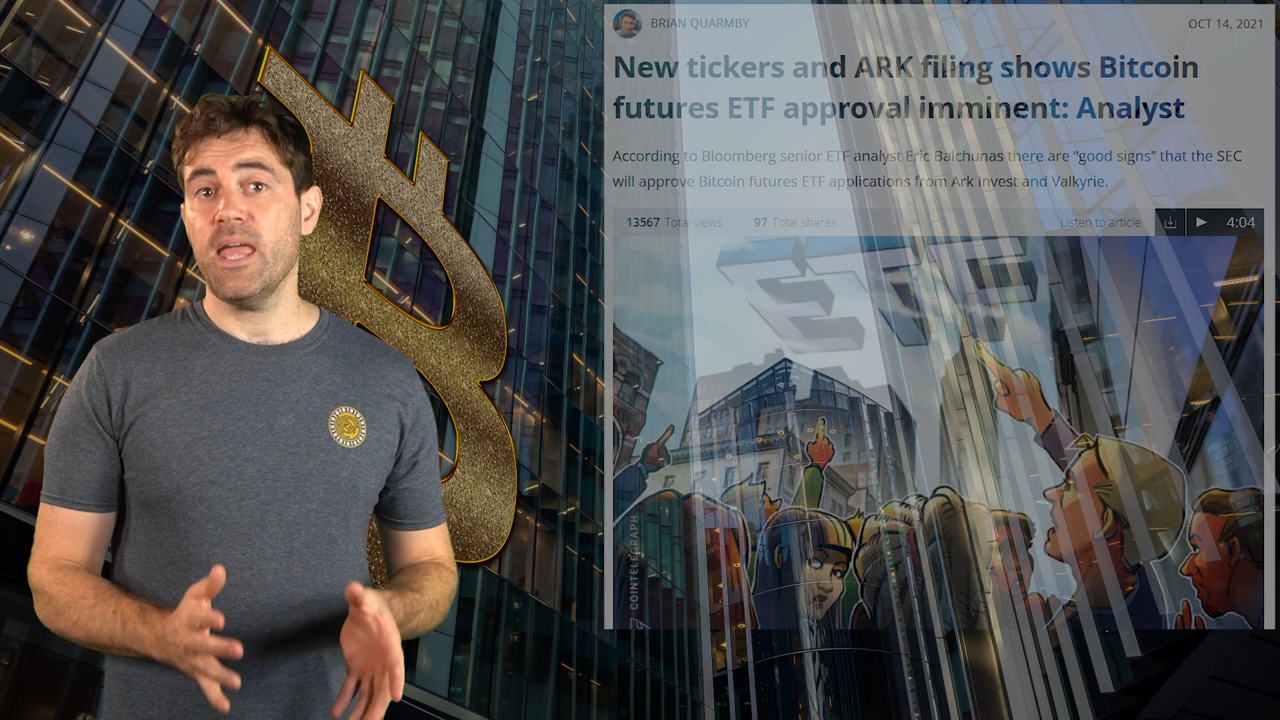 BRIAN QUARMBY
OCT 14, 2021
New tickers and ARK filing shows Bitcoin
futures ETF approval imminent: Analyst
According to Bloomberg senior ETF analyst Eric Balchunas there are “good signs” that the SEC
will approve Bitcoin futures ETF applications from Ark Invest and Valkyrie.
13567 Total views 97 Total shares Listen to article 4:04
ETF
COINTELEGRAPH